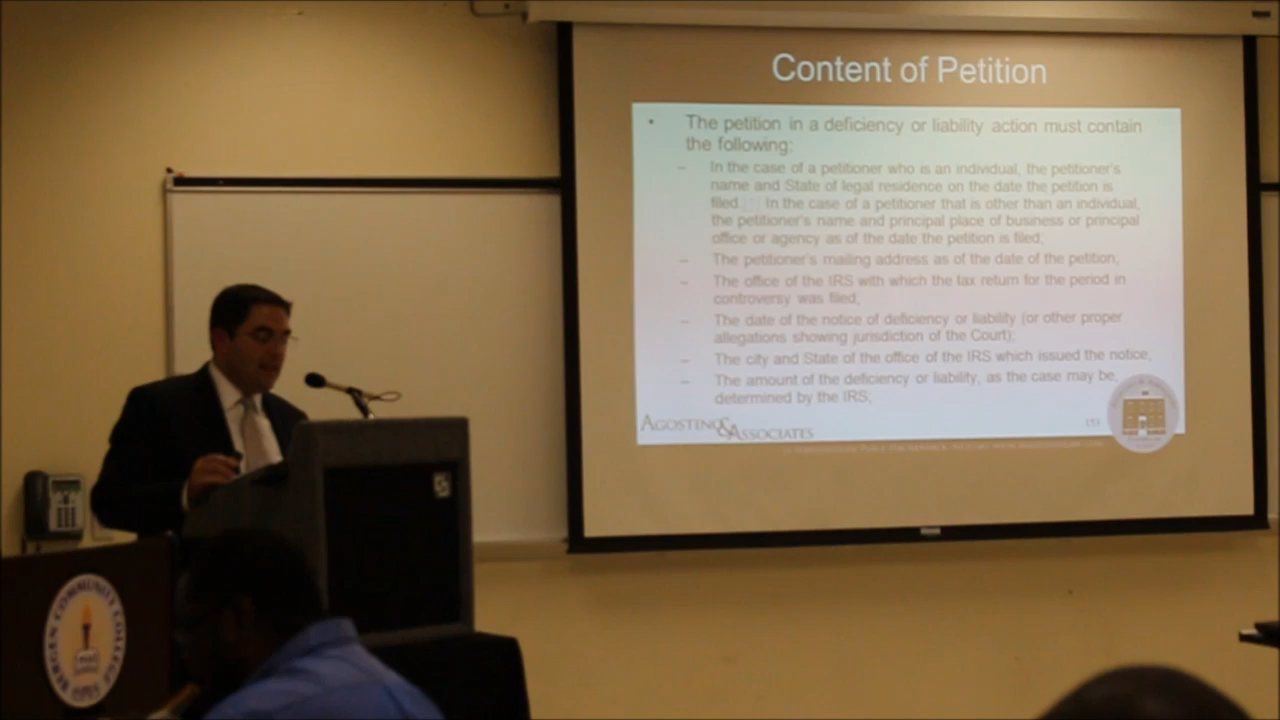 Content of Petition
• The petition in a deficiency or liability action must contain
the following:
– In the case of a petitioner who is an individual, the petitioner's
name and State of legal residence on the date the petition is
filed. In the case of a petitioner that is other than an individual,
the petitioner's name and principal place of business or principal
office or agency as of the date the petition is filed;
– The petitioner's mailing address as of the date of the petition;
– The office of the IRS with which the tax return for the period in
controversy was filed;
– The date of the notice of deficiency or liability (or other proper
allegations showing jurisdiction of the Court);
– The city and State of the office of the IRS which issued the notice;
– The amount of the deficiency or liability, as the case may be,
determined by the IRS;
AGOSTINO & ASSOCIATES
153
BERGEN COMMUNITY COLLEGE